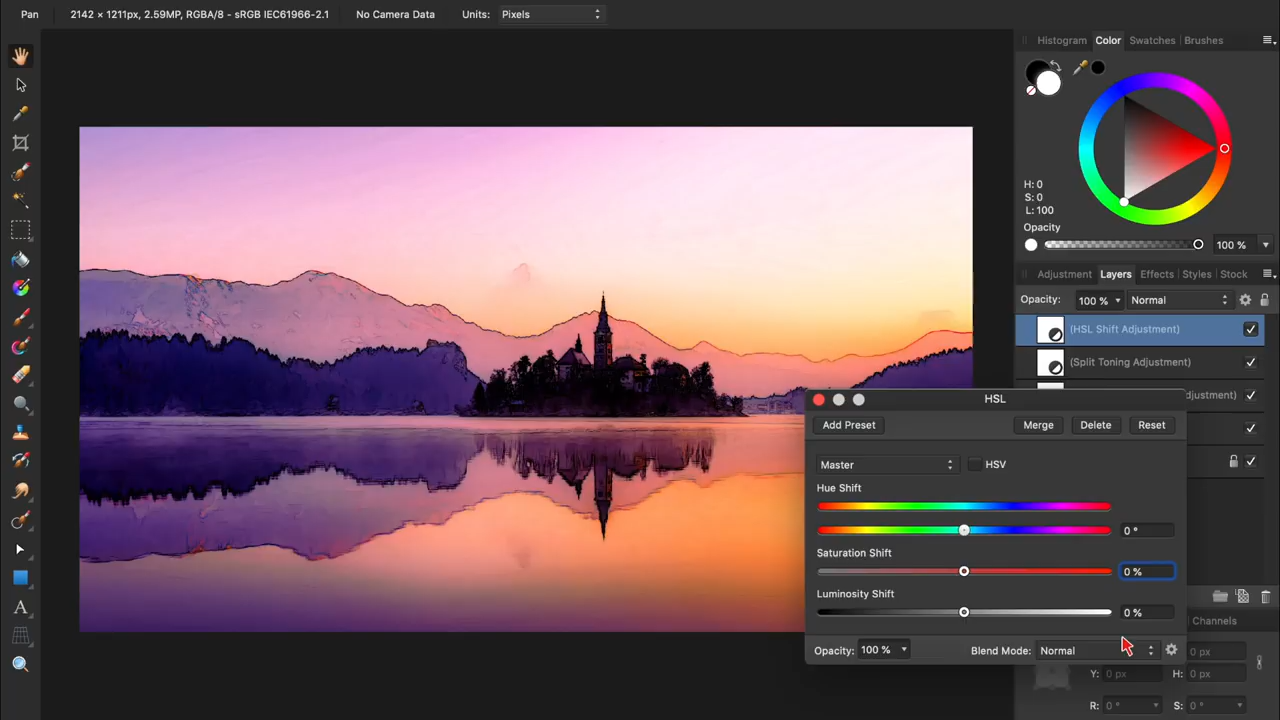 Pan
2142 × 1211px, 2.59MP, RGBA/8 - sRGB IEC61966-2.1
No Camera Data
Units:
Pixels
Histogram
Color
Swatches
Brushes
H: 0
S: 0
L: 100
Opacity
100 %
Adjustment
Layers
Effects
Styles
Stock
Opacity:
100 %
Normal
(HSL Shift Adjustment)
(Split Toning Adjustment)
djustment)
HSL
Add Preset
Merge
Delete
Reset
Master
HSV
Hue Shift
0 °
Saturation Shift
0 %
Luminosity Shift
0 %
Opacity:
100 %
Blend Mode:
Normal
Channels
0 px
Y:
0 px
H:
0 px
R:
0 °
S:
0 °
A